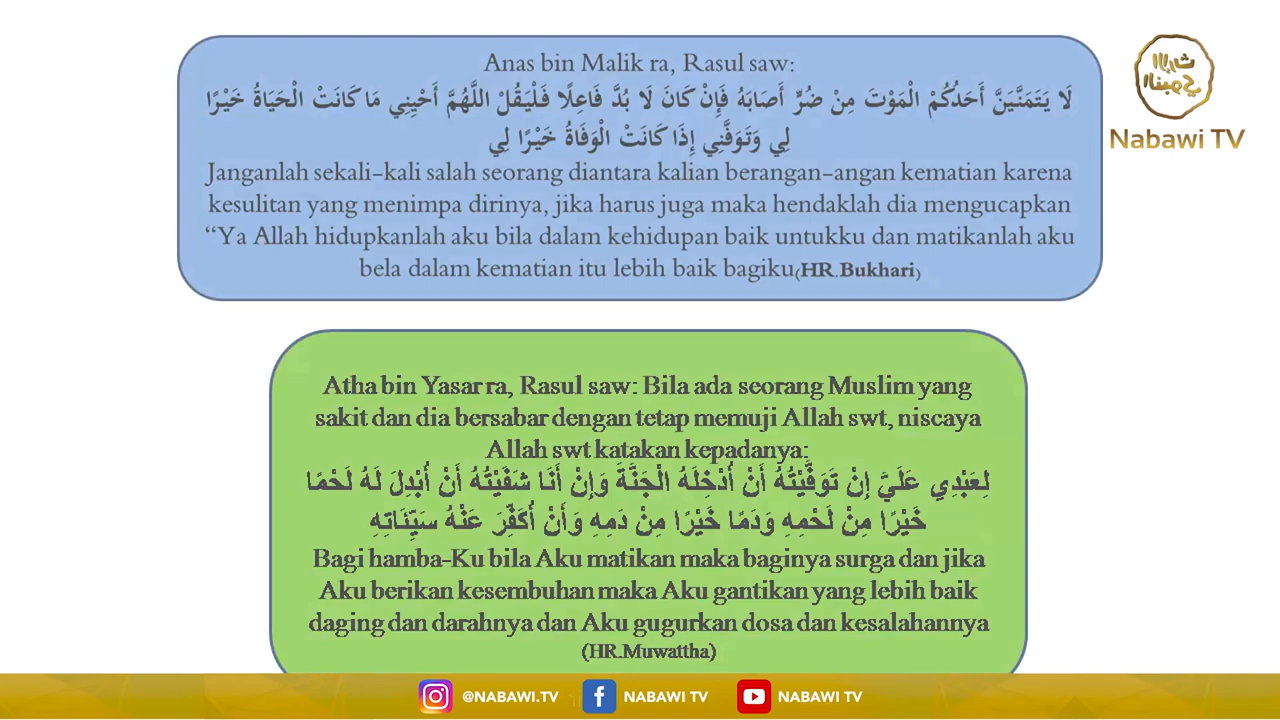 Anas bin Malik ra, Rasul saw:
لَا يَتَمَنَّيَنَّ أَحَدُكُمْ الْمَوْتَ مِنْ ضُرٍّ أَصَابَهُ فَإِنْ كَانَ لَا بُدَّ فَاعِلًا فَلْيَقُلْ اللَّهُمَّ أَحْيِنِي مَا كَانَتْ الْحَيَاةُ خَيْرًا
لِي وَتَوَفَّنِي إِذَا كَانَتْ الْوَفَاةُ خَيْرًا لِي
Janganlah sekali-kali salah seorang diantara kalian berangan-angan kematian karena
kesulitan yang menimpa dirinya, jika harus juga maka hendaklah dia mengucapkan
“Ya Allah hidupkanlah aku bila dalam kehidupan baik untukku dan matikanlah aku
bela dalam kematian itu lebih baik bagiku(HR.Bukhari)
Nabawi TV
Atha bin Yasar ra, Rasul saw: Bila ada seorang Muslim yang
sakit dan dia bersabar dengan tetap memuji Allah swt, niscaya
Allah swt katakan kepadanya:
لِعَبْدِي عَلَيَّ إِنْ تَوَفَّيْتُهُ أَنْ أُدْخِلَهُ الْجَنَّةَ وَإِنْ أَنَا شَفَيْتُهُ أَنْ أُبْدِلَ لَهُ لَحْمًا
خَيْرًا مِنْ لَحْمِهِ وَدَمًا خَيْرًا مِنْ دَمِهِ وَأَنْ أُكَفِّرَ عَنْهُ سَيِّئَاتِهِ
Bagi hamba-Ku bila Aku matikan maka baginya surga dan jika
Aku berikan kesembuhan maka Aku gantikan yang lebih baik
daging dan darahnya dan Aku gugurkan dosa dan kesalahannya
(HR.Muwattha)
@NABAWI.TV NABAWI TV NABAWI TV